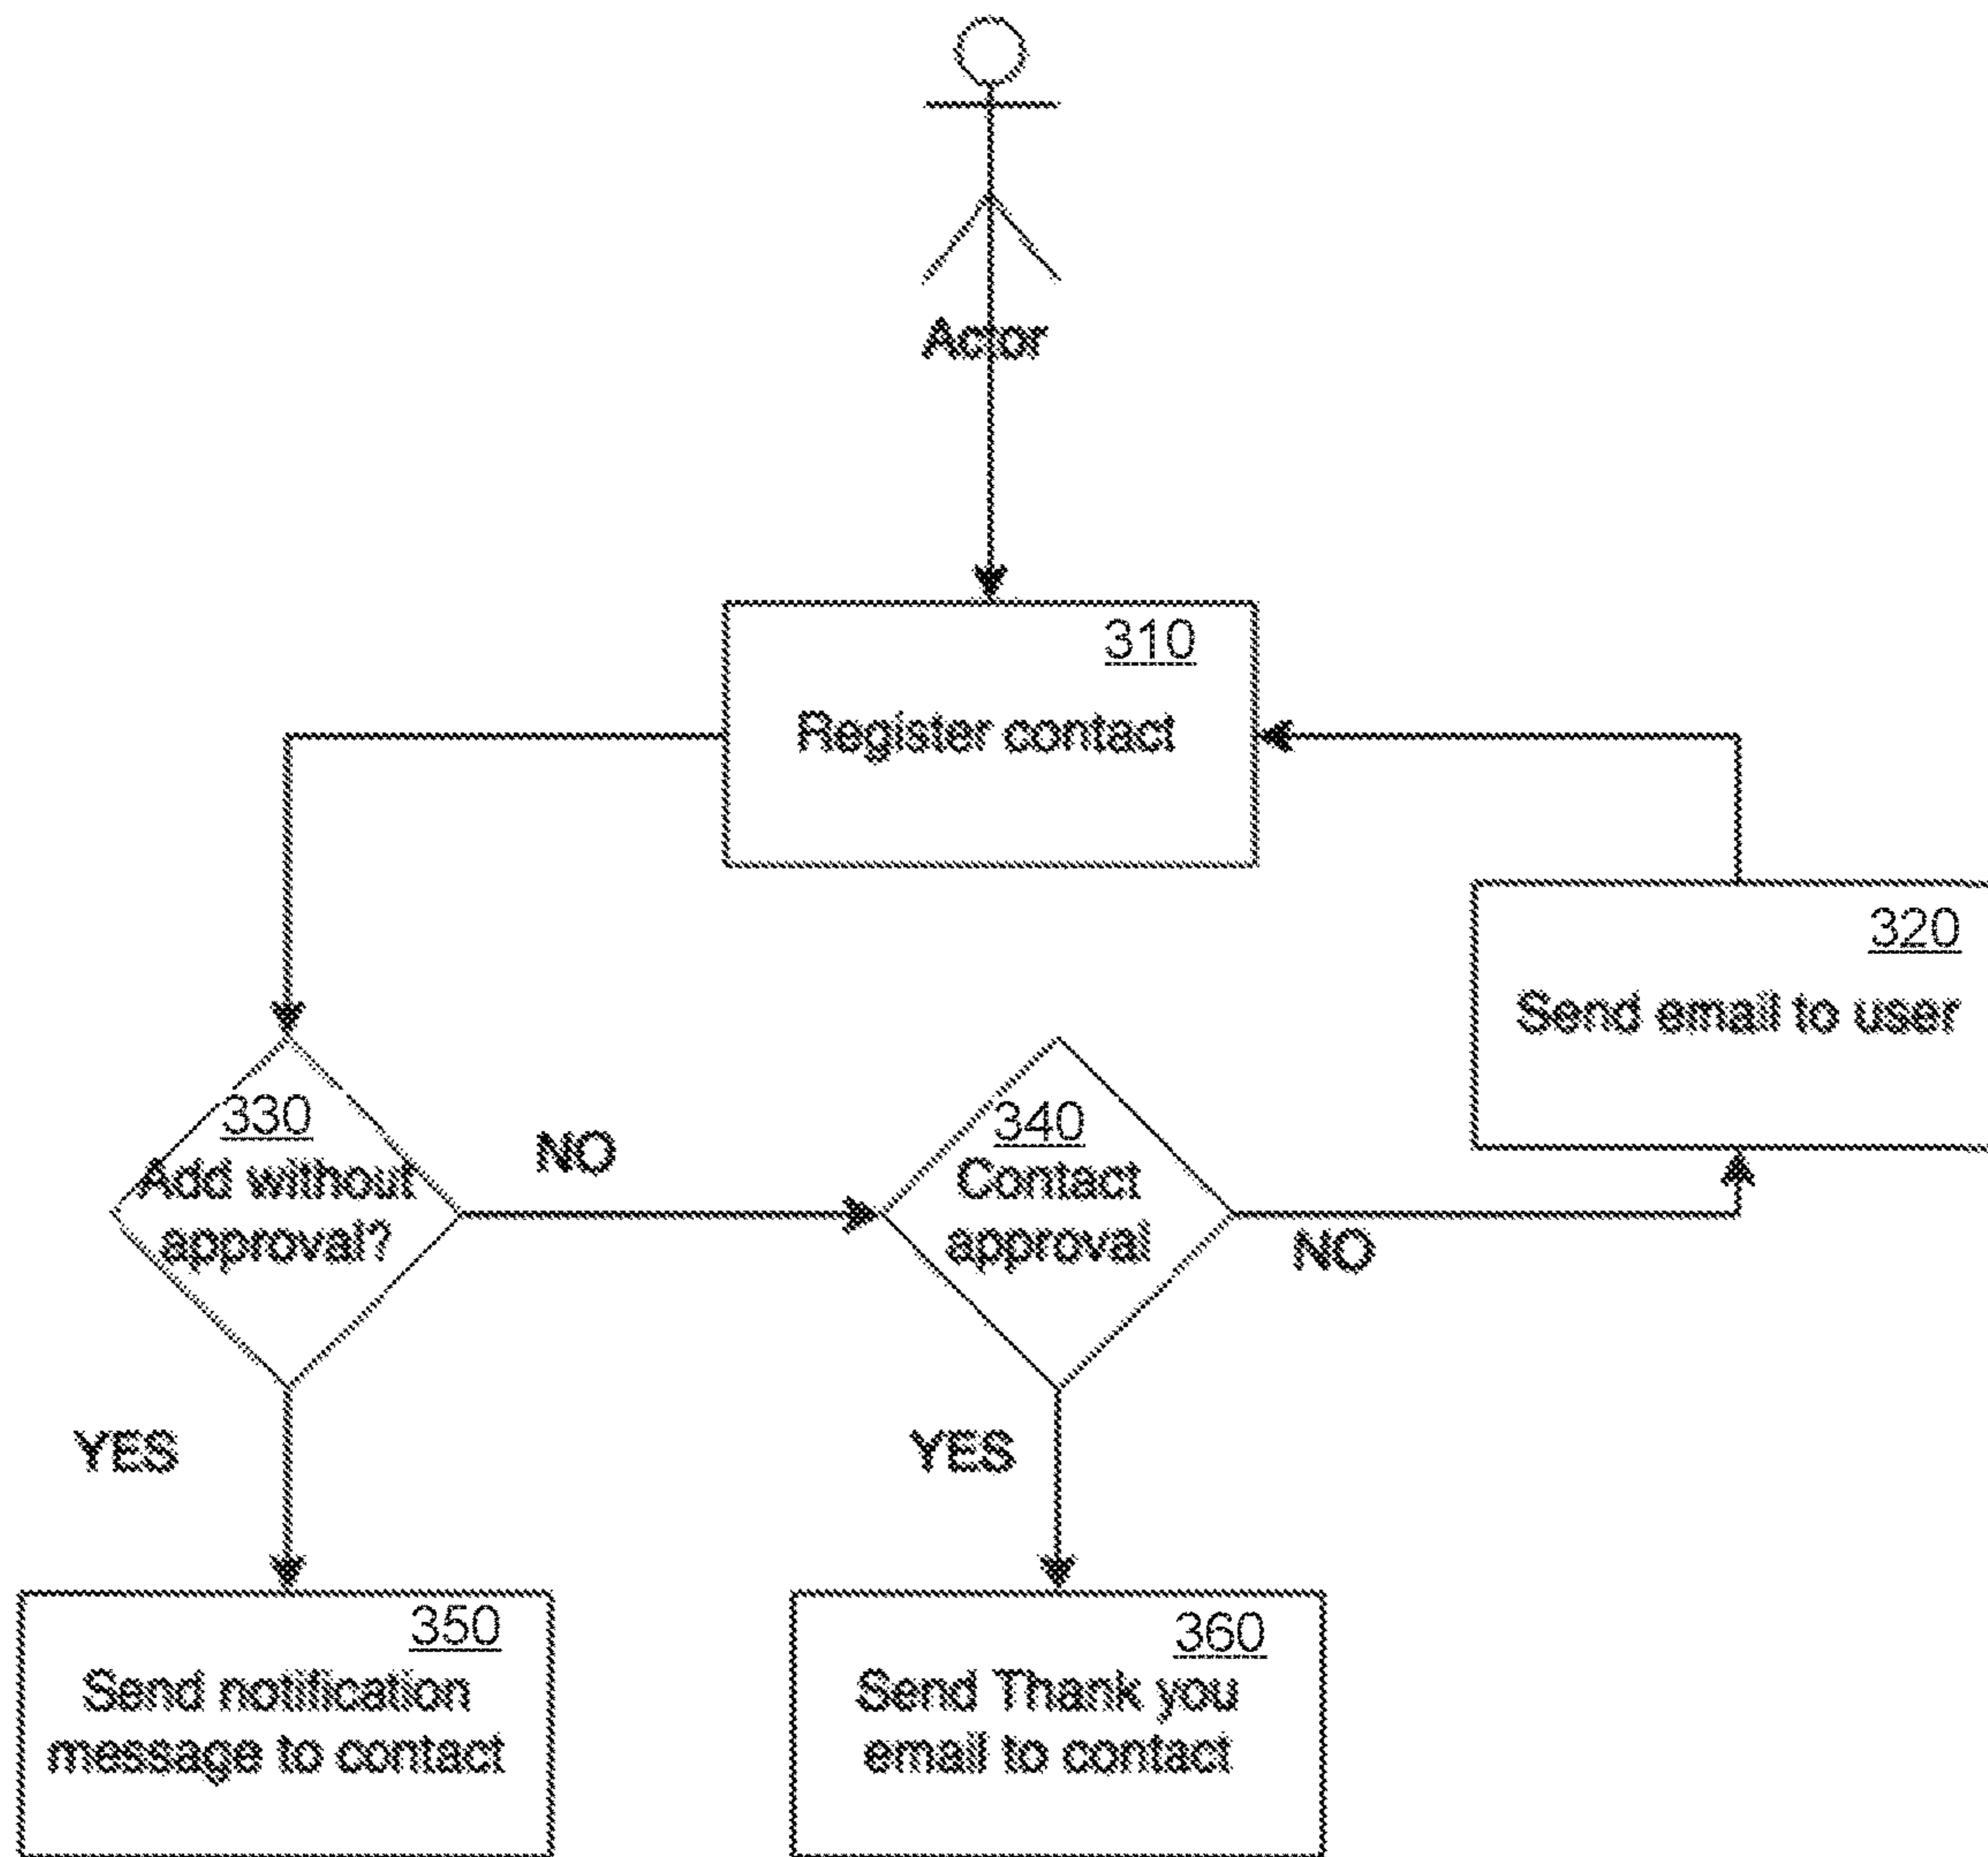 Actor
310
Register contact
320
Send email to user
330
Add without
approval?
NO
340
Contact
approval
NO
YES
YES
350
Send notification
message to contact
360
Send Thank you
email to contact